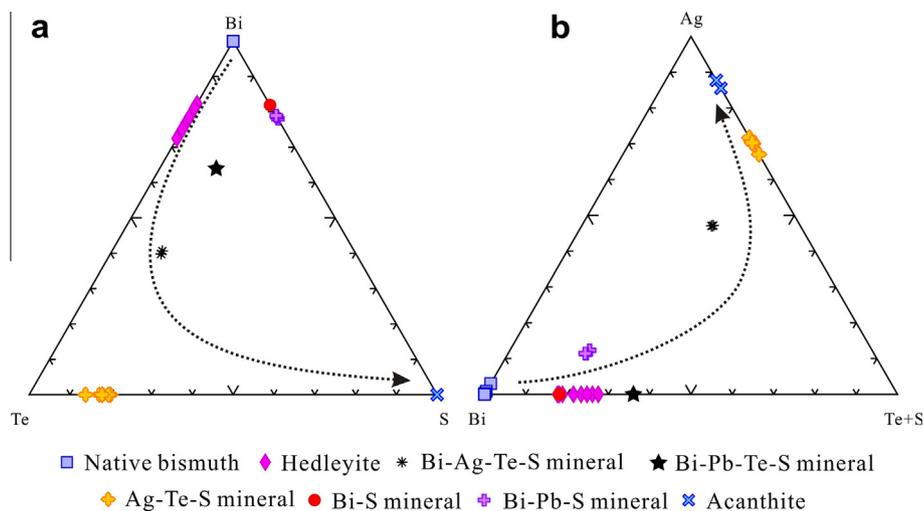 a
b
Bi
Ag
Te
S
Bi
Te+S
Native bismuth
Hedleyite
Bi-Ag-Te-S mineral
Bi-Pb-Te-S mineral
Ag-Te-S mineral
Bi-S mineral
Bi-Pb-S mineral
Acanthite